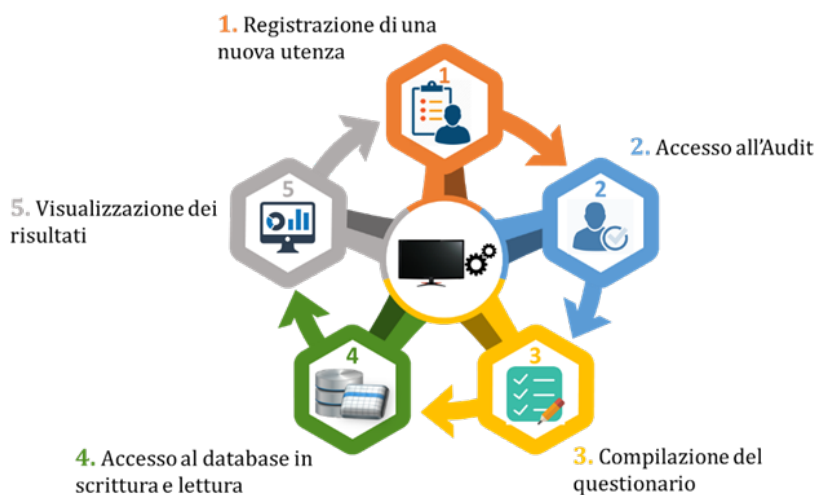 1. Registrazione di una
nuova utenza
1
2. Accesso all'Audit
2
3
3. Compilazione del
questionario
4
4. Accesso al database in
scrittura e lettura
5
5. Visualizzazione dei
risultati